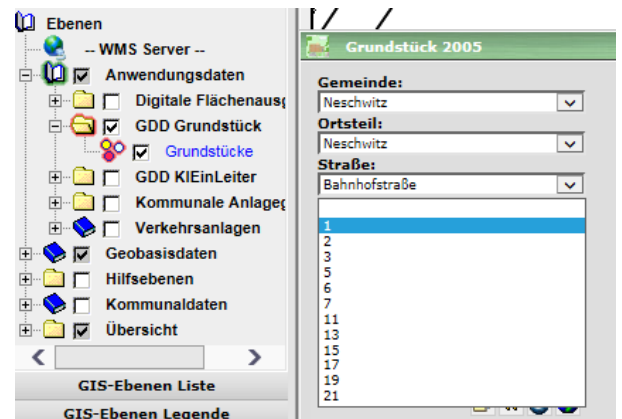 Ebenen
-- WMS Server --
Anwendungsdaten
Digitale Flächenaus
GDD Grundstück
Grundstücke
GDD KlEinLeiter
Kommunale Anlage
Verkehrsanlagen
Geobasisdaten
Hilfsebenen
Kommunaldaten
Übersicht
GIS-Ebenen Liste
GIS-Ebenen Legende
Grundstück 2005
Gemeinde:
Neschwitz
Ortsteil:
Neschwitz
Straße:
Bahnhofstraße
1
2
3
5
6
7
11
13
15
17
19
21